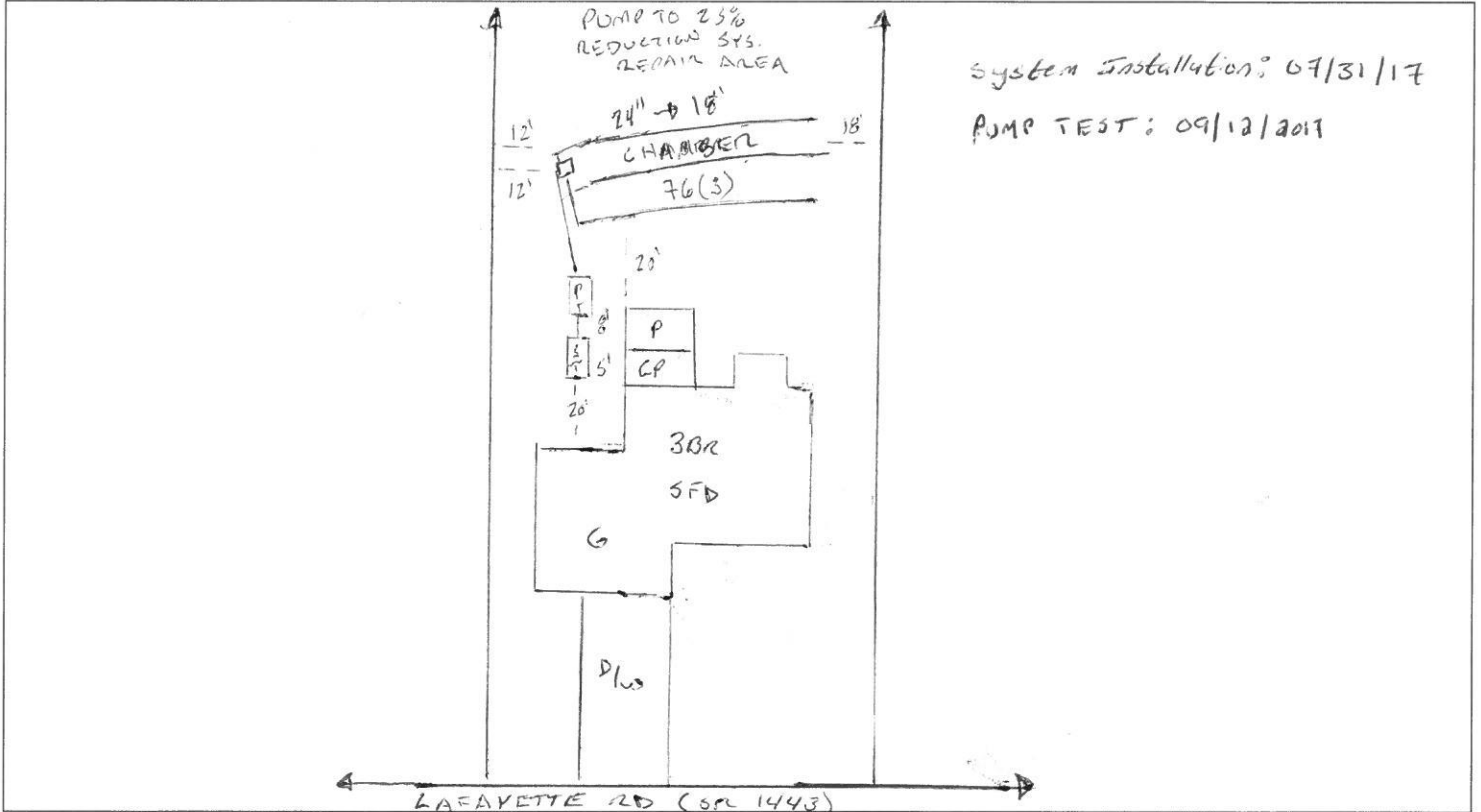 PUMP TO 25%
REDUCTION SYS.
REPAIR AREA
System Installation: 07/31/17
PUMP TEST: 09/12/2017
24" → 18"
12'
CHAMBER
18'
12'
76(3)
20'
P
T
8'
P
S
T
5'
CP
20'
3BR
SFD
G
D/W
LAFAYETTE RD (SR 1443)